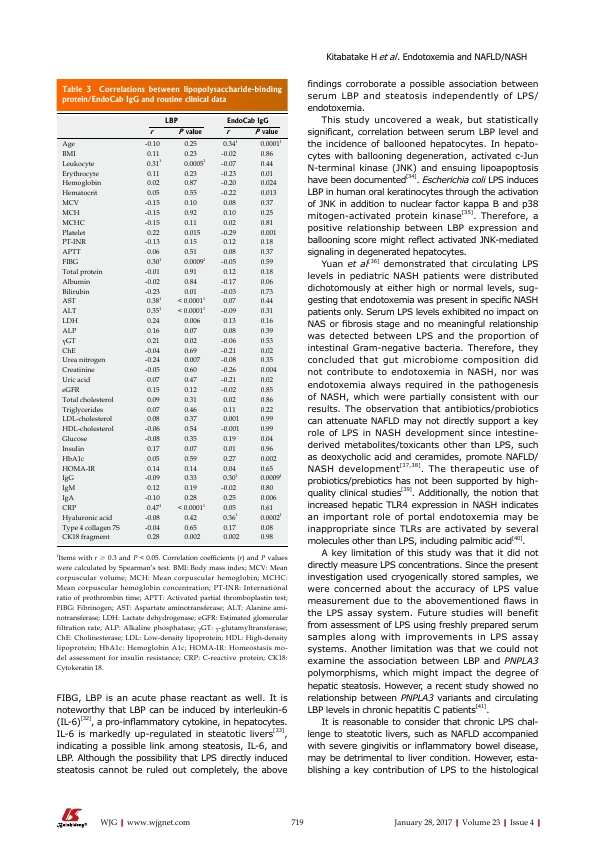 Kitabatake H et al. Endotoxemia and NAFLD/NASH
Table 3 Correlations between lipopolysaccharide-binding
protein/EndoCab IgG and routine clinical data
LBP EndoCab IgG
r P value r P value
Age -0.10 0.25 0.34¹ 0.0001¹
BMI 0.11 0.23 -0.02 0.86
Leukocyte 0.31¹ 0.0005¹ -0.07 0.44
Erythrocyte 0.11 0.23 -0.23 0.01
Hemoglobin 0.02 0.87 -0.20 0.024
Hematocrit 0.05 0.55 -0.22 0.013
MCV -0.15 0.10 0.08 0.37
MCH -0.15 0.92 0.10 0.25
MCHC -0.15 0.11 0.02 0.81
Platelet 0.22 0.015 -0.29 0.001
PT-INR -0.13 0.15 0.12 0.18
APTT 0.06 0.51 0.08 0.37
FIBG 0.30¹ 0.0009¹ -0.05 0.59
Total protein -0.01 0.91 0.12 0.18
Albumin -0.02 0.84 -0.17 0.06
Bilirubin -0.23 0.01 -0.03 0.73
AST 0.38¹ < 0.0001¹ 0.07 0.44
ALT 0.35¹ < 0.0001¹ -0.09 0.31
LDH 0.24 0.006 0.13 0.16
ALP 0.16 0.07 0.08 0.39
γGT 0.21 0.02 -0.06 0.53
ChE -0.04 0.69 -0.21 0.02
Urea nitrogen -0.24 0.007 -0.08 0.35
Creatinine -0.05 0.60 -0.26 0.004
Uric acid 0.07 0.47 -0.21 0.02
eGFR 0.15 0.12 -0.02 0.85
Total cholesterol 0.09 0.31 0.02 0.86
Triglycerides 0.07 0.46 0.11 0.22
LDL-cholesterol 0.08 0.37 0.001 0.99
HDL-cholesterol -0.06 0.54 -0.001 0.99
Glucose -0.08 0.35 0.19 0.04
Insulin 0.17 0.07 0.01 0.96
HbA1c 0.05 0.59 0.27 0.002
HOMA-IR 0.14 0.14 0.04 0.65
IgG -0.09 0.33 0.30¹ 0.0009¹
IgM 0.12 0.19 -0.02 0.80
IgA -0.10 0.28 0.25 0.006
CRP 0.47¹ < 0.0001¹ 0.05 0.61
Hyaluronic acid -0.08 0.42 0.36¹ 0.0002¹
Type 4 collagen 7S -0.04 0.65 0.17 0.08
CK18 fragment 0.28 0.002 0.002 0.98
¹Items with r ≥ 0.3 and P < 0.05. Correlation coefficients (r) and P values
were calculated by Spearman's test. BMI: Body mass index; MCV: Mean
corpuscular volume; MCH: Mean corpuscular hemoglobin; MCHC:
Mean corpuscular hemoglobin concentration; PT-INR: International
ratio of prothrombin time; APTT: Activated partial thromboplastin test;
FIBG: Fibrinogen; AST: Aspartate aminotransferase; ALT: Alanine ami-
notransferase; LDH: Lactate dehydrogenase; eGFR: Estimated glomerular
filtration rate; ALP: Alkaline phosphatase; γGT: γ-glutamyltransferase;
ChE: Cholinesterase; LDL: Low-density lipoprotein; HDL: High-density
lipoprotein; HbA1c: Hemoglobin A1c; HOMA-IR: Homeostasis mo-
del assessment for insulin resistance; CRP: C-reactive protein; CK18:
Cytokeratin 18.
FIBG, LBP is an acute phase reactant as well. It is
noteworthy that LBP can be induced by interleukin-6
(IL-6)[32], a pro-inflammatory cytokine, in hepatocytes.
IL-6 is markedly up-regulated in steatotic livers[33],
indicating a possible link among steatosis, IL-6, and
LBP. Although the possibility that LPS directly induced
steatosis cannot be ruled out completely, the above
findings corroborate a possible association between
serum LBP and steatosis independently of LPS/
endotoxemia.
This study uncovered a weak, but statistically
significant, correlation between serum LBP level and
the incidence of ballooned hepatocytes. In hepato-
cytes with ballooning degeneration, activated c-Jun
N-terminal kinase (JNK) and ensuing lipoapoptosis
have been documented[34]. Escherichia coli LPS induces
LBP in human oral keratinocytes through the activation
of JNK in addition to nuclear factor kappa B and p38
mitogen-activated protein kinase[35]. Therefore, a
positive relationship between LBP expression and
ballooning score might reflect activated JNK-mediated
signaling in degenerated hepatocytes.
Yuan et al[36] demonstrated that circulating LPS
levels in pediatric NASH patients were distributed
dichotomously at either high or normal levels, sug-
gesting that endotoxemia was present in specific NASH
patients only. Serum LPS levels exhibited no impact on
NAS or fibrosis stage and no meaningful relationship
was detected between LPS and the proportion of
intestinal Gram-negative bacteria. Therefore, they
concluded that gut microbiome composition did
not contribute to endotoxemia in NASH, nor was
endotoxemia always required in the pathogenesis
of NASH, which were partially consistent with our
results. The observation that antibiotics/probiotics
can attenuate NAFLD may not directly support a key
role of LPS in NASH development since intestine-
derived metabolites/toxicants other than LPS, such
as deoxycholic acid and ceramides, promote NAFLD/
NASH development[37,38]. The therapeutic use of
probiotics/prebiotics has not been supported by high-
quality clinical studies[39]. Additionally, the notion that
increased hepatic TLR4 expression in NASH indicates
an important role of portal endotoxemia may be
inappropriate since TLRs are activated by several
molecules other than LPS, including palmitic acid[40].
A key limitation of this study was that it did not
directly measure LPS concentrations. Since the present
investigation used cryogenically stored samples, we
were concerned about the accuracy of LPS value
measurement due to the abovementioned flaws in
the LPS assay system. Future studies will benefit
from assessment of LPS using freshly prepared serum
samples along with improvements in LPS assay
systems. Another limitation was that we could not
examine the association between LBP and PNPLA3
polymorphisms, which might impact the degree of
hepatic steatosis. However, a recent study showed no
relationship between PNPLA3 variants and circulating
LBP levels in chronic hepatitis C patients[41].
It is reasonable to consider that chronic LPS chal-
lenge to steatotic livers, such as NAFLD accompanied
with severe gingivitis or inflammatory bowel disease,
may be detrimental to liver condition. However, esta-
blishing a key contribution of LPS to the histological
Baishideng®
WJG | www.wjgnet.com
719
January 28, 2017 | Volume 23 | Issue 4 |